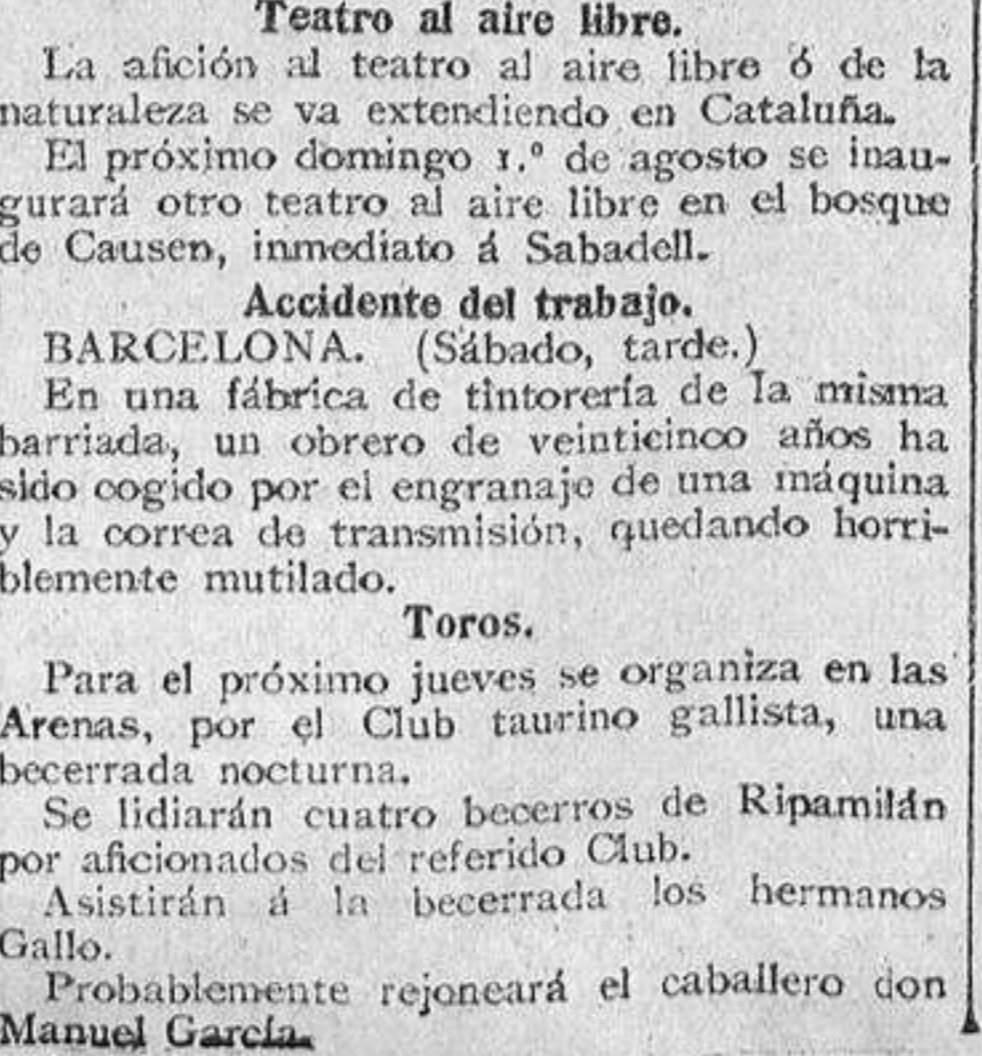 Teatro al aire libre.
La afición al teatro al aire libre ó de la
naturaleza se va extendiendo en Cataluña.
El próximo domingo 1.º de agosto se inau-
gurará otro teatro al aire libre en el bosque
de Causen, inmediato á Sabadell.
Accidente del trabajo.
BARCELONA. (Sábado, tarde.)
En una fábrica de tintorería de la misma
barriada, un obrero de veinticinco años ha
sido cogido por el engranaje de una máquina
y la correa de transmisión, quedando horri-
blemente mutilado.
Toros.
Para el próximo jueves se organiza en las
Arenas, por el Club taurino gallista, una
becerrada nocturna.
Se lidiarán cuatro becerros de Ripamilán
por aficionados del referido Club.
Asistirán á la becerrada los hermanos
Gallo.
Probablemente rejoneará el caballero don
Manuel García.